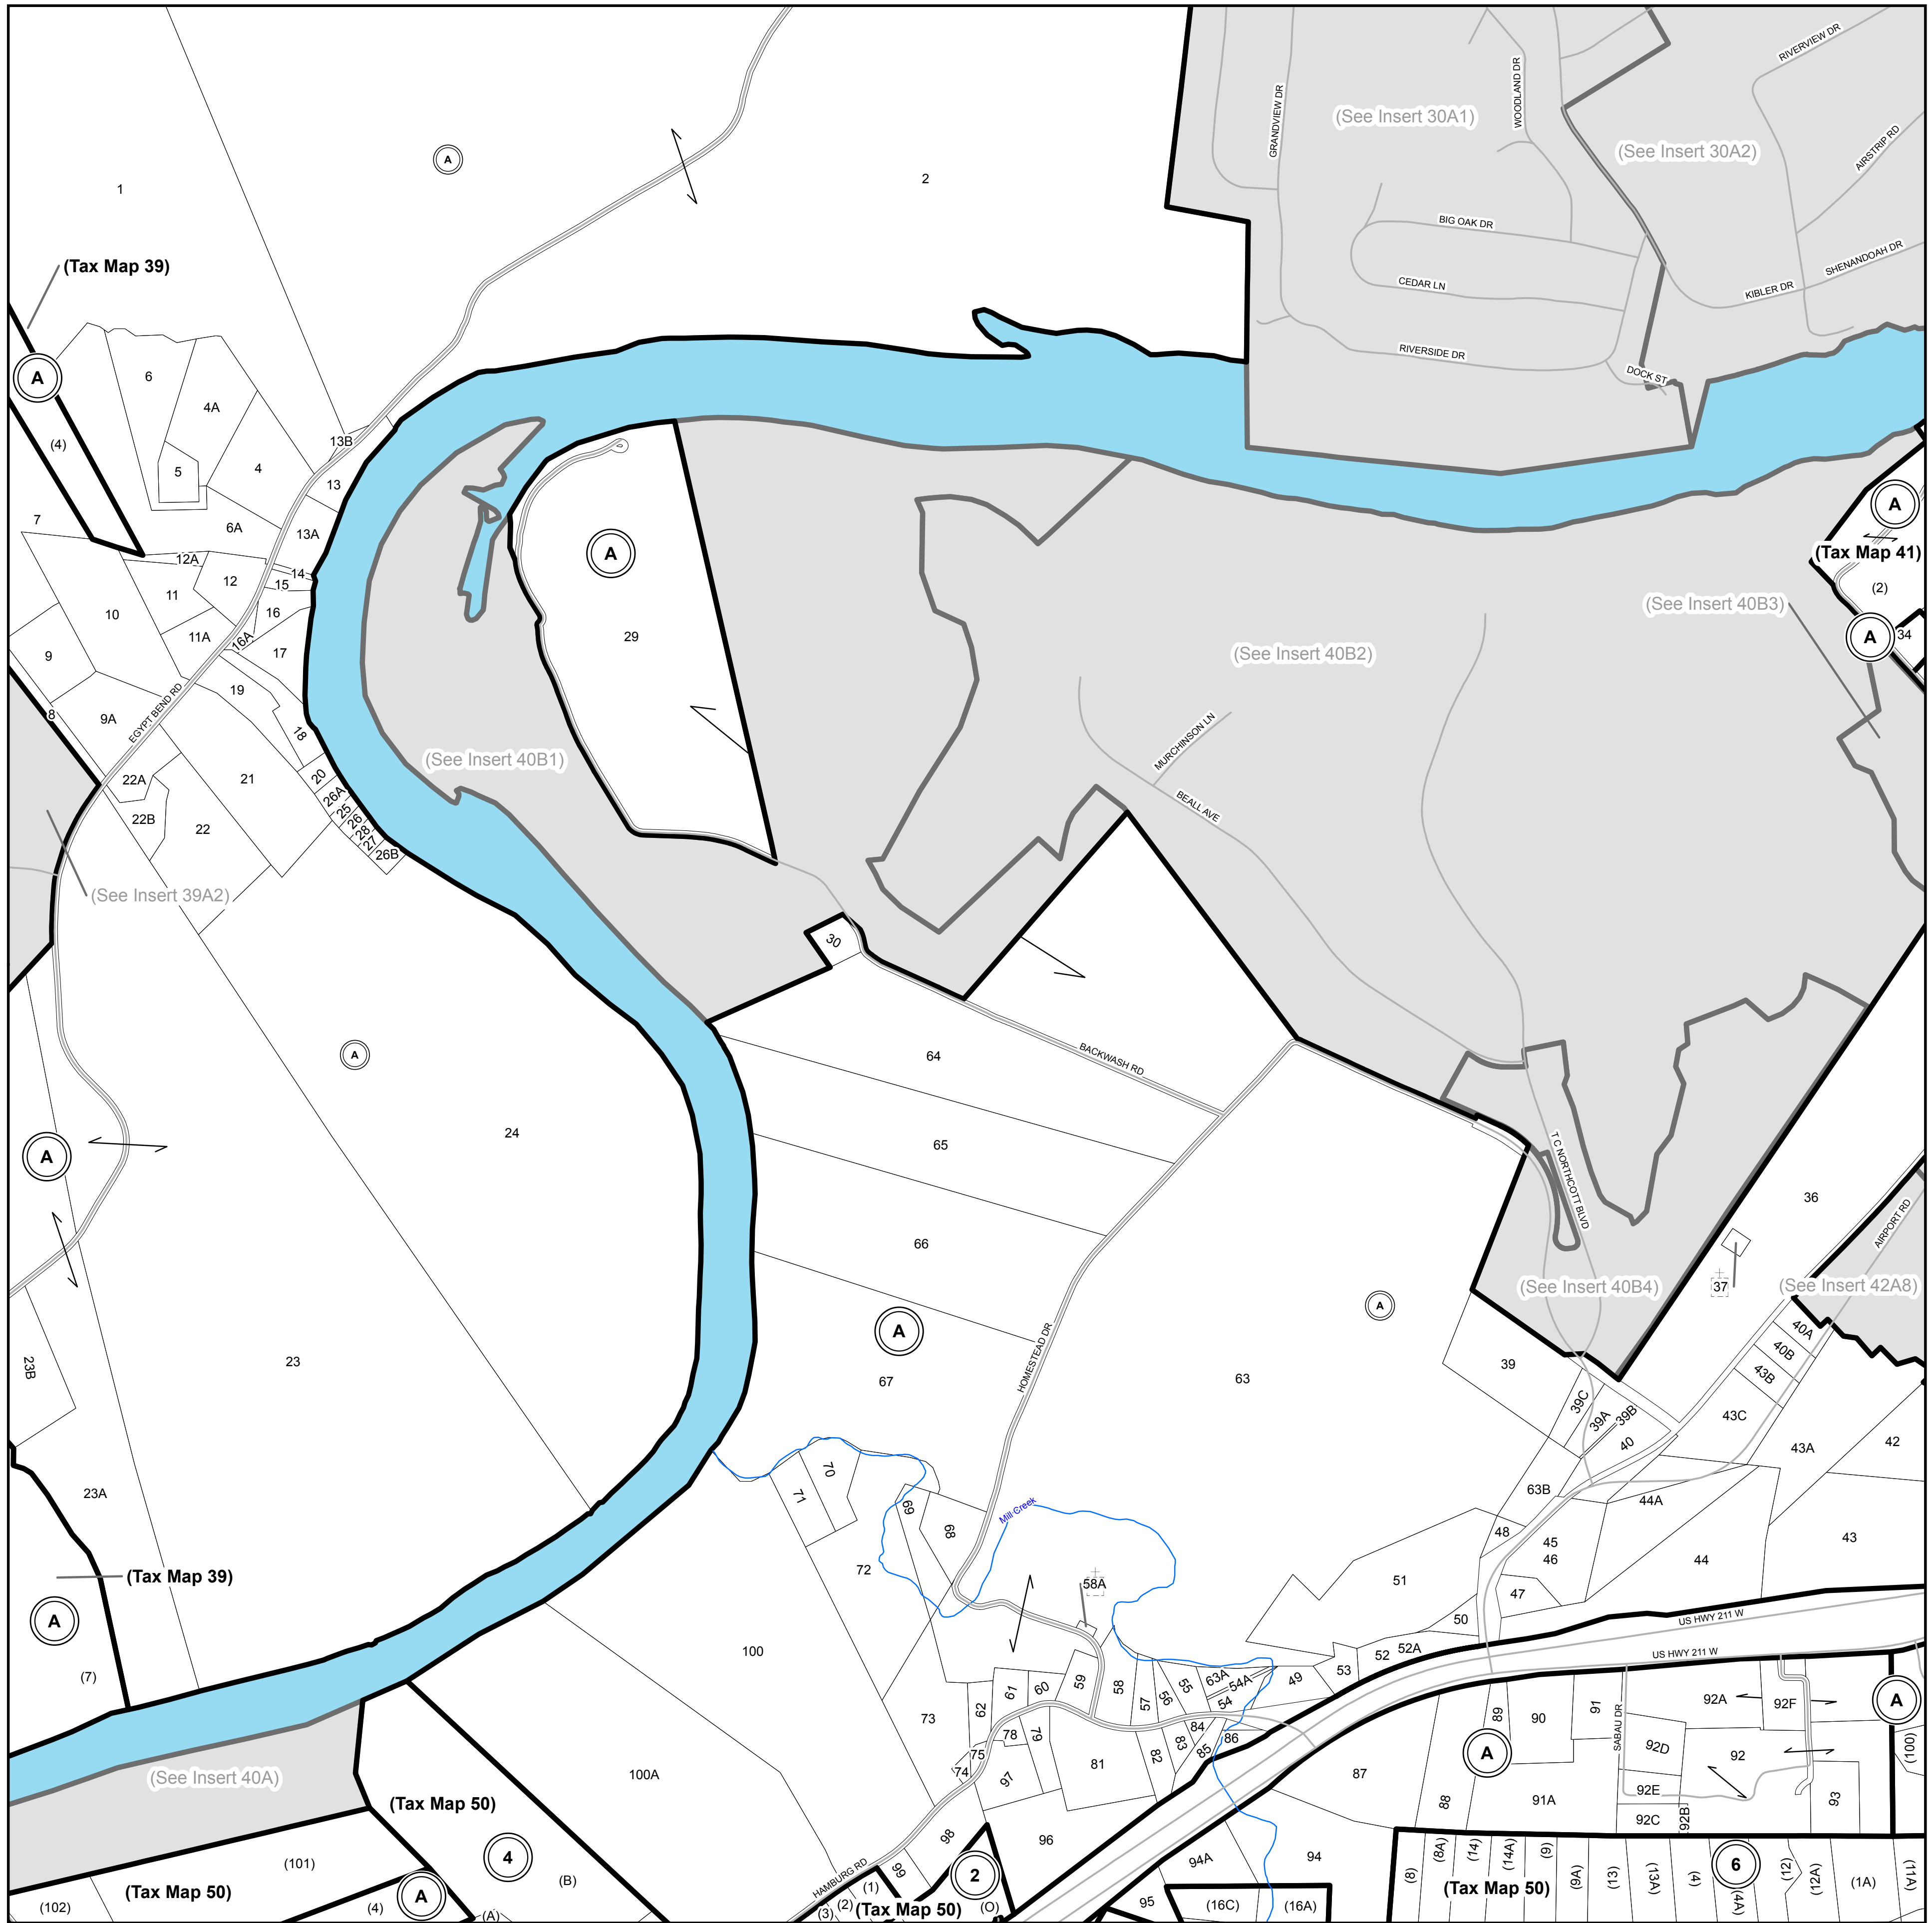 RIVERVIEW DR
WOODLAND DR
GRANDVIEW DR
(See Insert 30A1)
(See Insert 30A2)
AIRSTRIP RD
A
1
2
BIG OAK DR
SHENANDOAH DR
(Tax Map 39)
CEDAR LN
KIBLER DR
RIVERSIDE DR
DOCK ST
A
6
4A
(4)
13B
5
4
13
A
7
6A
13A
A
(Tax Map 41)
12A
14
12
15
(2)
11
10
16
(See Insert 40B3)
11A
16A
29
A
34
9
17
(See Insert 40B2)
19
8
9A
EGYPT BEND RD
18
MURCHINSON LN
(See Insert 40B1)
22A
21
20
26A
BEALL AVE
22B
22
25
26
28
27
26B
(See Insert 39A2)
30
A
64
BACKWASH RD
24
65
A
T C NORTHCOTT BLVD
36
AIRPORT RD
66
37
(See Insert 40B4)
(See Insert 42A8)
A
A
40A
23B
23
HOMESTEAD DR
40B
39
67
63
43B
39C
43C
39A
39B
40
43A
42
70
23A
71
63B
69
Mill Creek
44A
68
48
45
43
46
44
72
(Tax Map 39)
58A
51
47
A
50
US HWY 211 W
100
52
52A
US HWY 211 W
53
(7)
59
58
55
63A
54A
49
61
60
56
57
54
92A
92F
A
62
91
89
73
84
90
SABAU DR
78
79
83
86
75
82
85
92D
92
(001)
A
74
81
(See Insert 40A)
100A
97
87
92E
93
88
91A
(Tax Map 50)
92C
92B
98
96
4
94A
94
(8)
(8A)
(14)
(14A)
(9)
6
(101)
99
2
(9A)
(13)
(13A)
(4)
(12)
(12A)
(1A)
(11A)
HAMBURG RD
(B)
(1)
(Tax Map 50)
(Tax Map 50)
A
(2)
95
(4A)
(102)
(4)
(A)
(3)
(Tax Map 50)
(O)
(16C)
(16A)